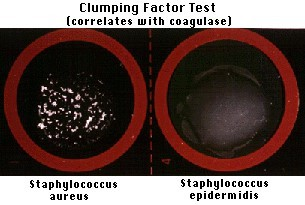 Clumping Factor Test
(correlates with coagulase)
Staphylococcus
aureus
Staphylococcus
epidermidis